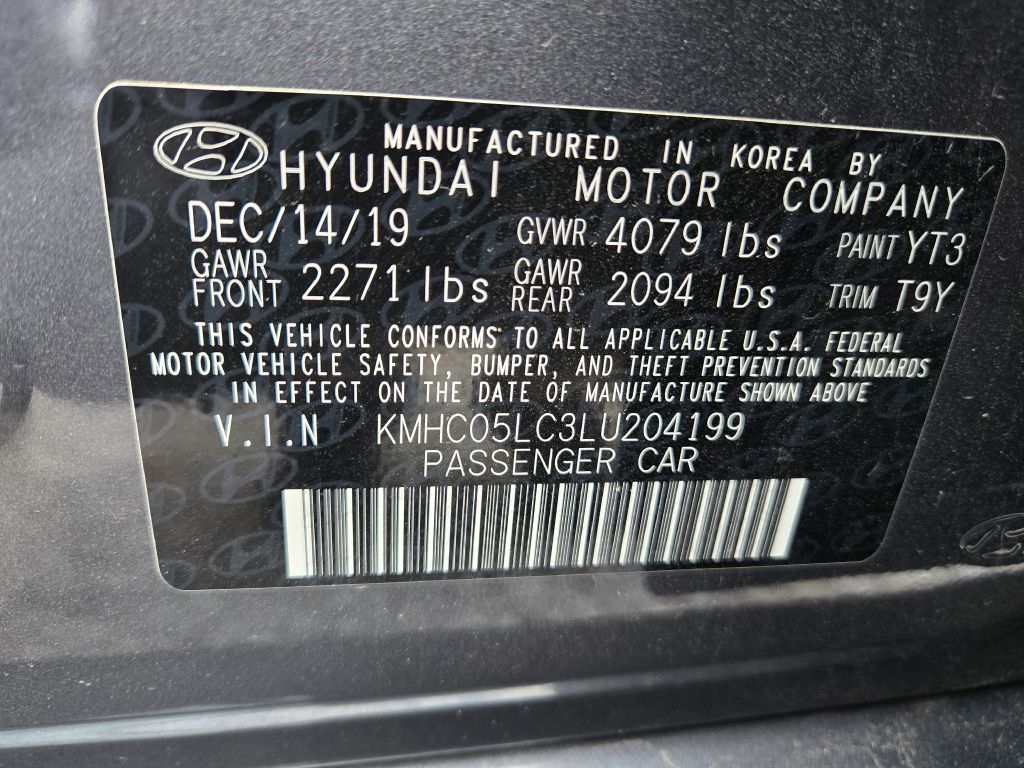 MANUFACTURED IN KOREA BY
HYUNDAI MOTOR COMPANY
DEC/14/19 GVWR 4079 lbs PAINT YT3
GAWR FRONT 2271 lbs GAWR REAR 2094 lbs TRIM T9Y
THIS VEHICLE CONFORMS TO ALL APPLICABLE U.S.A. FEDERAL
MOTOR VEHICLE SAFETY, BUMPER, AND THEFT PREVENTION STANDARDS
IN EFFECT ON THE DATE OF MANUFACTURE SHOWN ABOVE
V.I.N KMHC05LC3LU204199
PASSENGER CAR